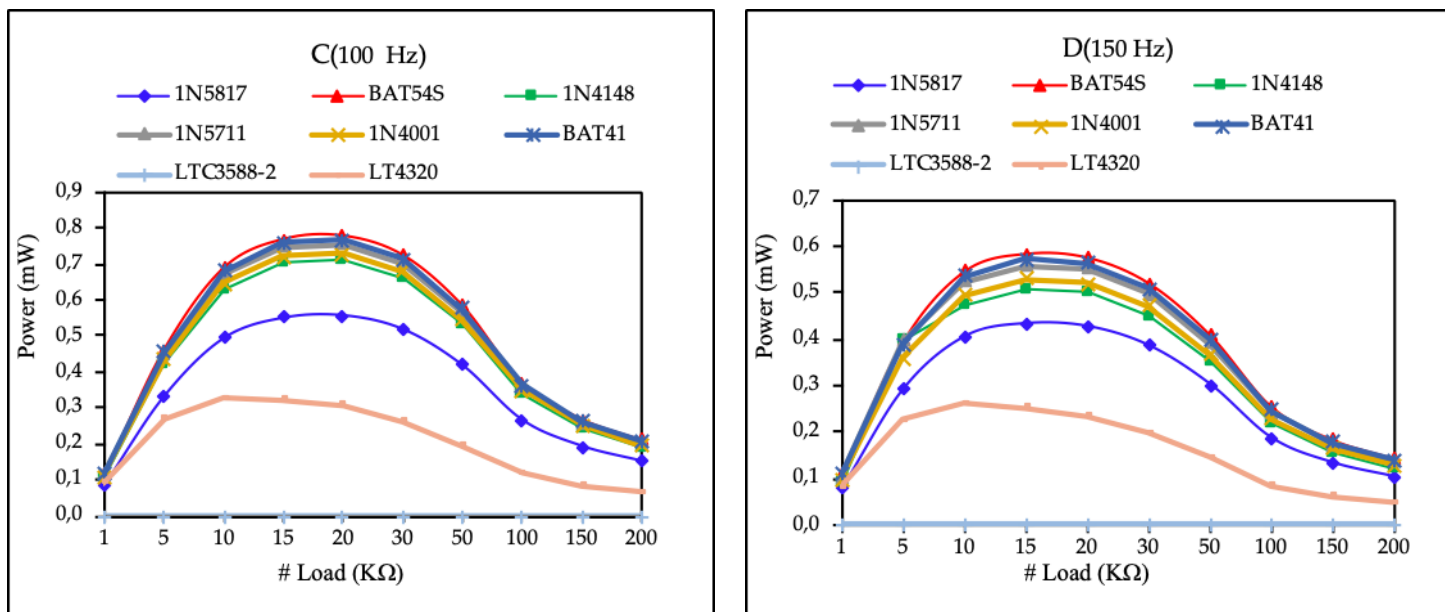 C(100 Hz)
1N5817 BAT54S 1N4148
1N5711 1N4001 BAT41
LTC3588-2 LT4320
Power (mW)
0,9
0,8
0,7
0,6
0,5
0,4
0,3
0,2
0,1
0,0
1 5 10 15 20 30 50 100 150 200
# Load (KΩ)
D(150 Hz)
1N5817 BAT54S 1N4148
1N5711 1N4001 BAT41
LTC3588-2 LT4320
Power (mW)
0,7
0,6
0,5
0,4
0,3
0,2
0,1
0,0
1 5 10 15 20 30 50 100 150 200
# Load (KΩ)